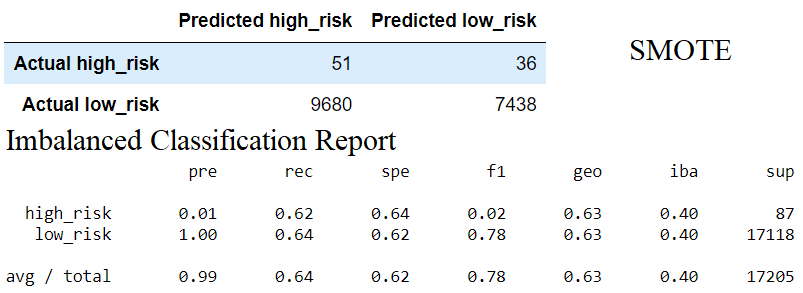 Predicted high_risk Predicted low_risk
SMOTE
Actual high_risk 51 36
Actual low_risk 9680 7438
Imbalanced Classification Report
pre rec spe f1 geo iba sup
high_risk 0.01 0.62 0.64 0.02 0.63 0.40 87
low_risk 1.00 0.64 0.62 0.78 0.63 0.40 17118
avg / total 0.99 0.64 0.62 0.78 0.63 0.40 17205